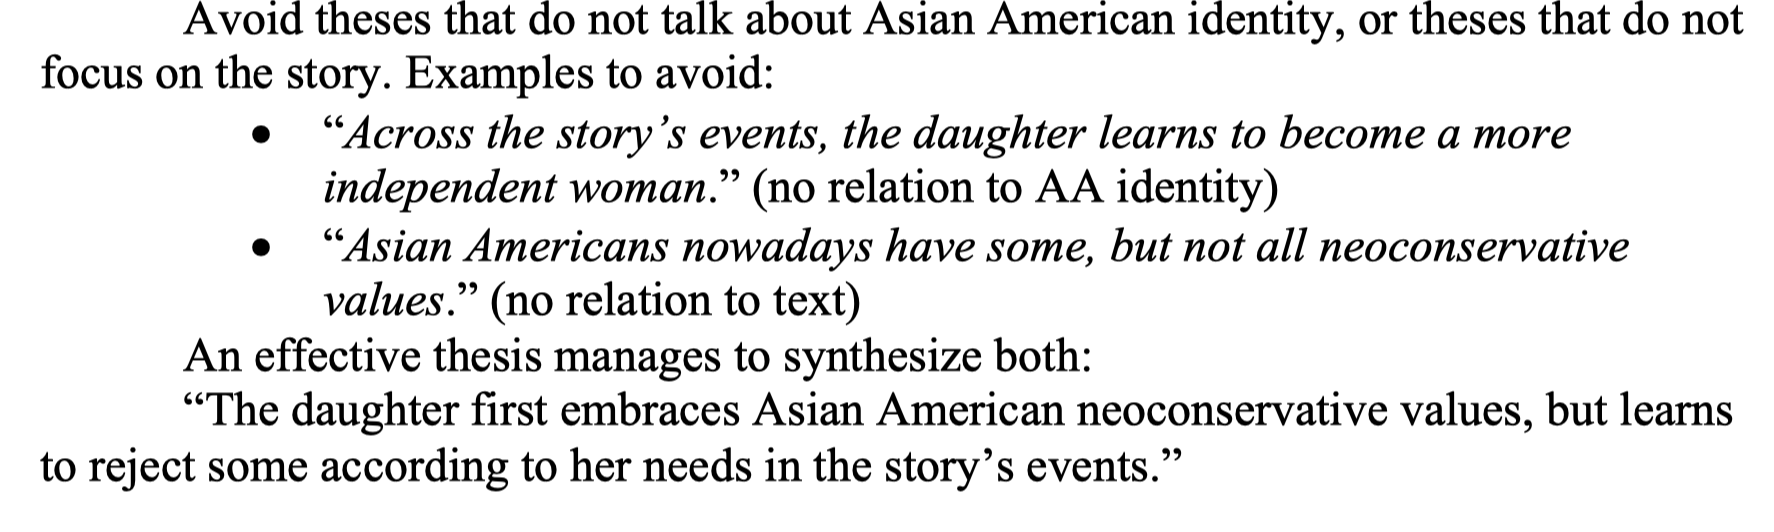 Avoid theses that do not talk about Asian American identity, or theses that do not
focus on the story. Examples to avoid:
● “Across the story’s events, the daughter learns to become a more
independent woman.” (no relation to AA identity)
● “Asian Americans nowadays have some, but not all neoconservative
values.” (no relation to text)
An effective thesis manages to synthesize both:
“The daughter first embraces Asian American neoconservative values, but learns
to reject some according to her needs in the story’s events.”